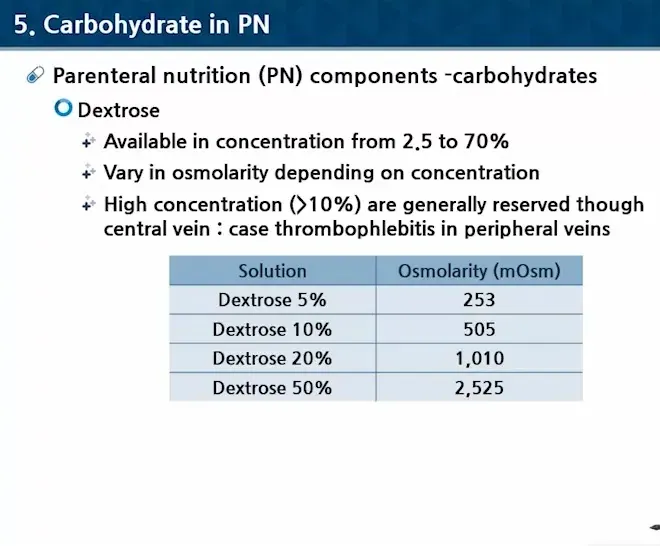 5. Carbohydrate in PN
Parenteral nutrition (PN) components -carbohydrates
Dextrose
Available in concentration from 2.5 to 70%
Vary in osmolarity depending on concentration
High concentration (>10%) are generally reserved though
central vein : case thrombophlebitis in peripheral veins
Solution Osmolarity (mOsm)
Dextrose 5% 253
Dextrose 10% 505
Dextrose 20% 1,010
Dextrose 50% 2,525